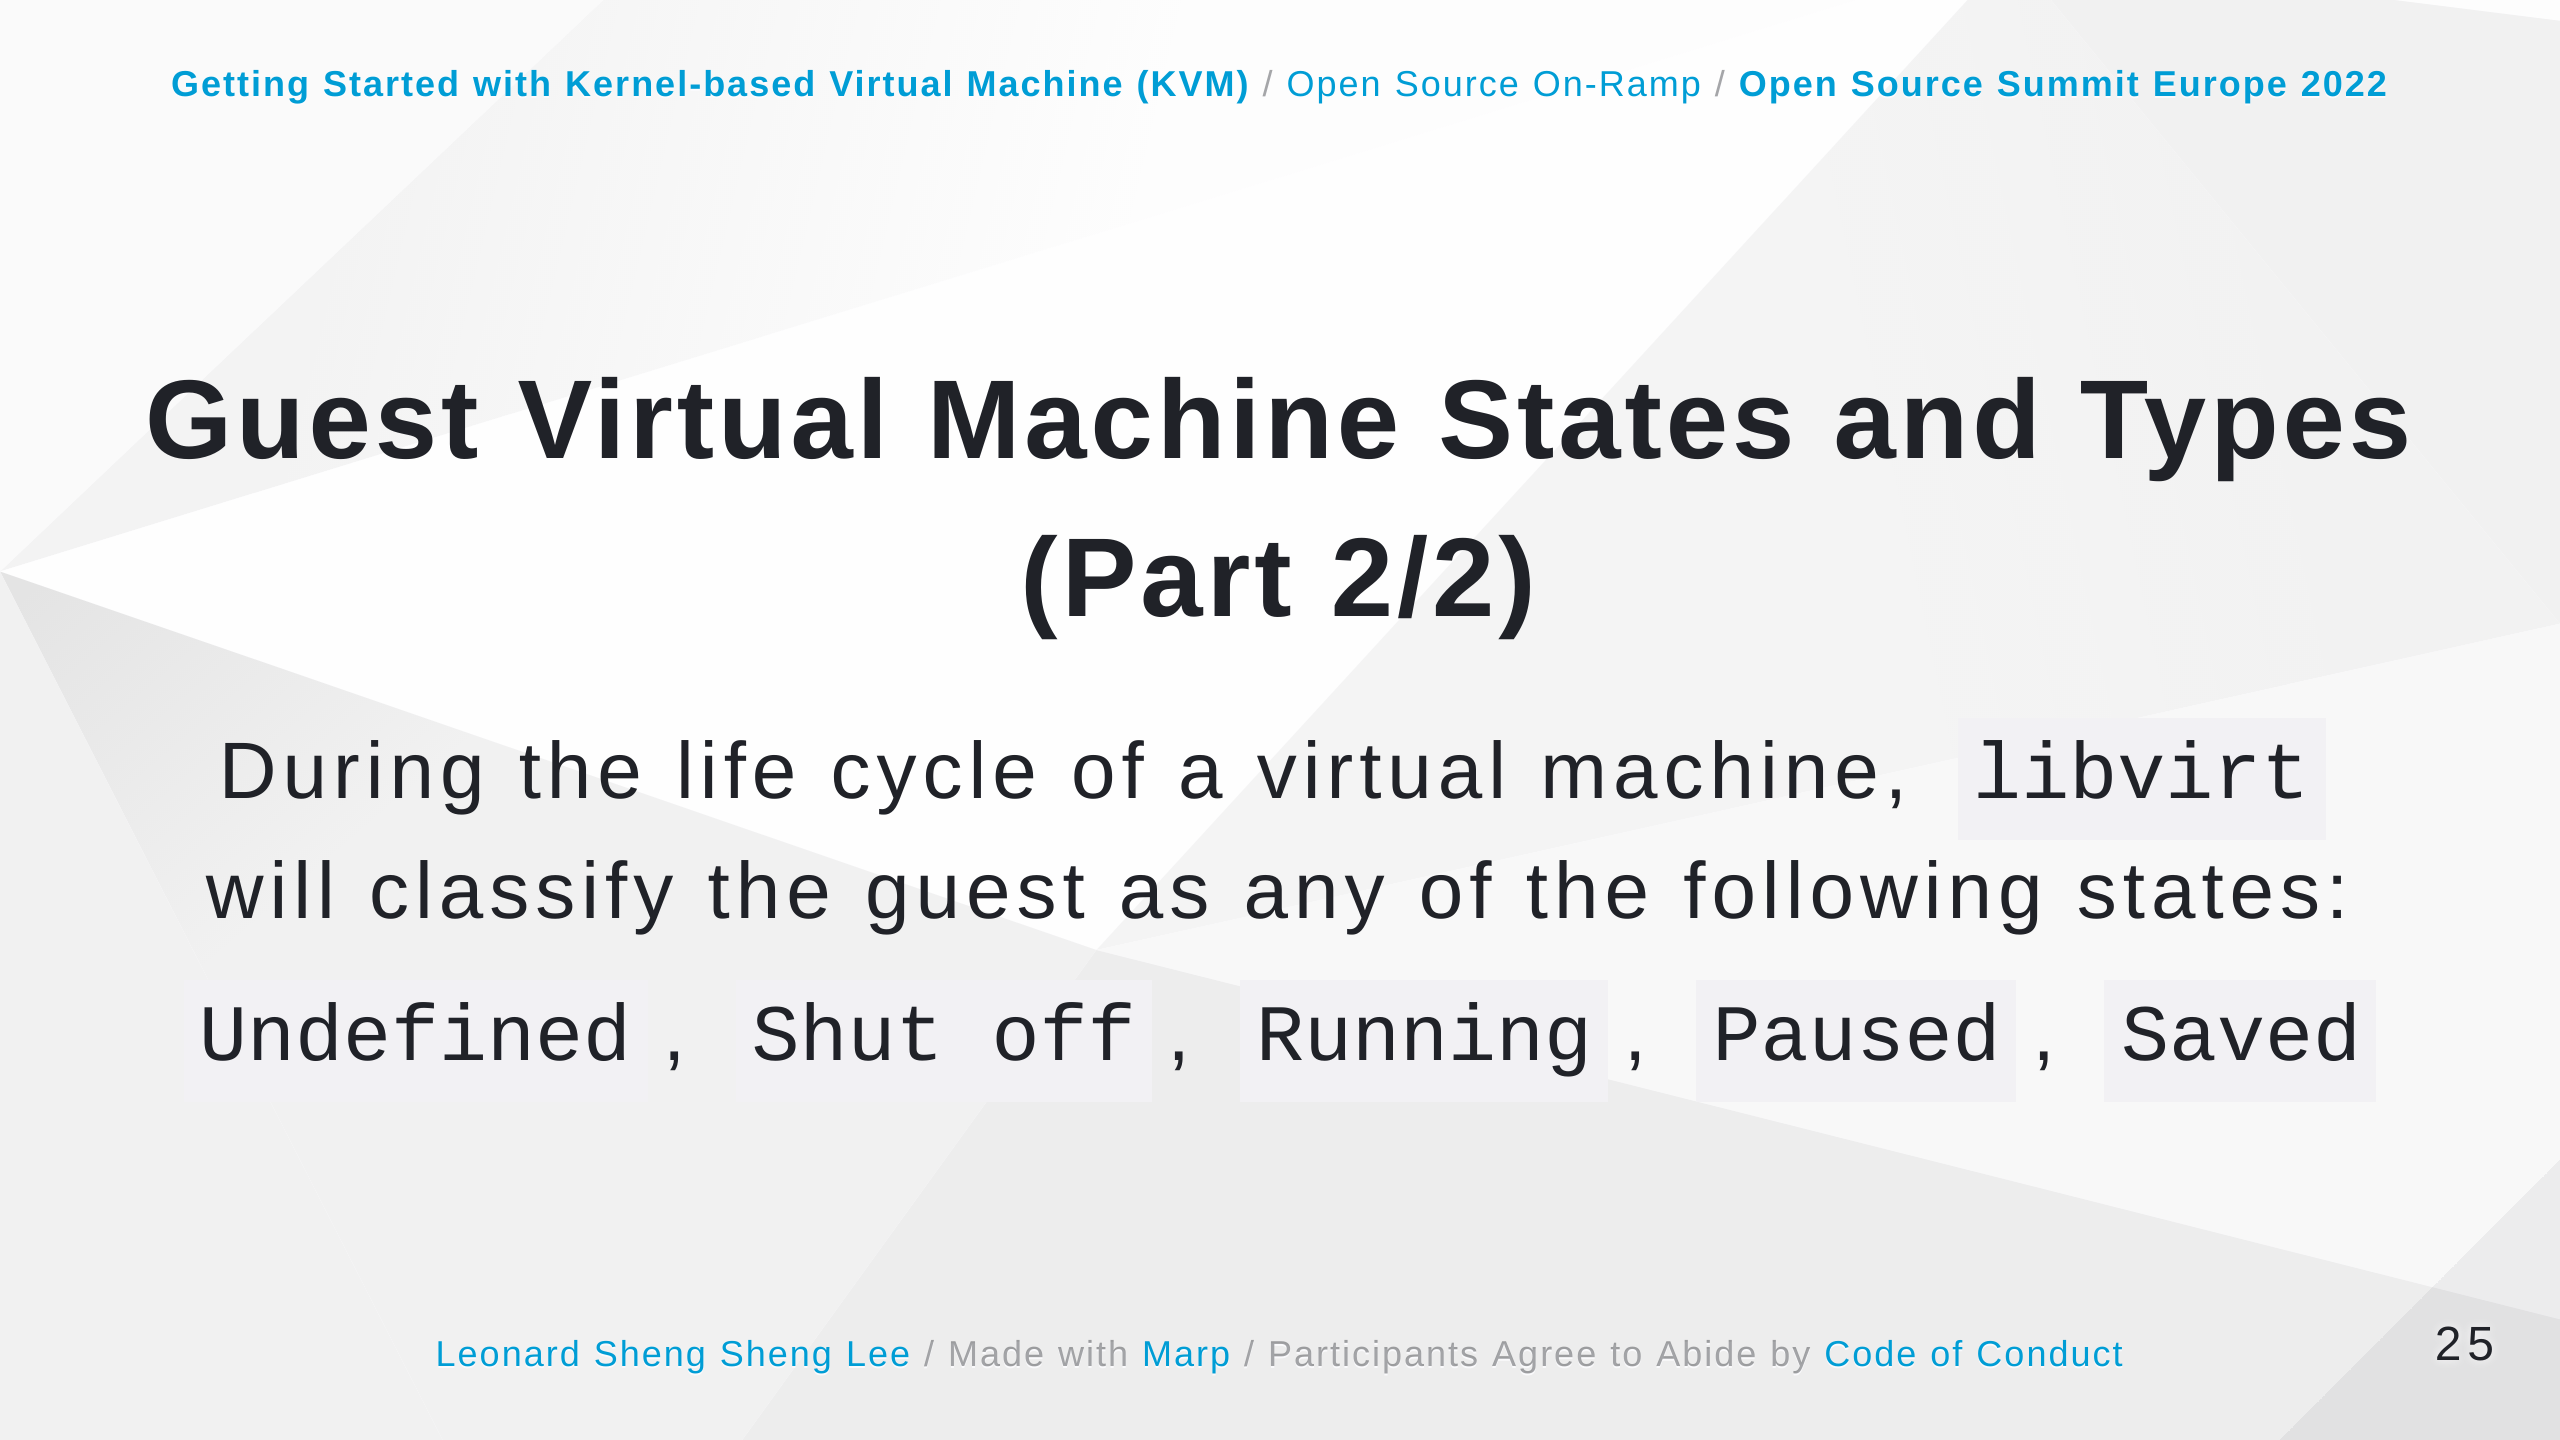 Getting Started with Kernel-based Virtual Machine (KVM) / Open Source On-Ramp / Open Source Summit Europe 2022
Guest Virtual Machine States and Types
(Part 2/2)
During the life cycle of a virtual machine, libvirt
will classify the guest as any of the following states:
Undefined, Shut off, Running, Paused, Saved
Leonard Sheng Sheng Lee / Made with Marp / Participants Agree to Abide by Code of Conduct
25